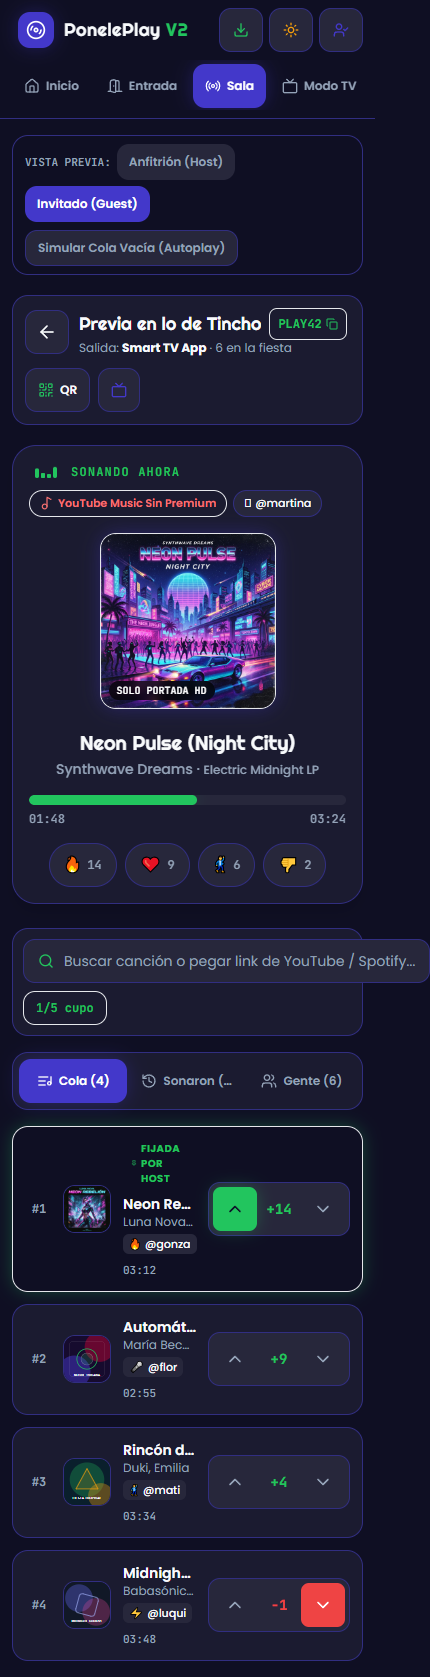 PonelePlay V2
Inicio
Entrada
Sala
Modo TV
VISTA PREVIA:
Anfitrión (Host)
Invitado (Guest)
Simular Cola Vacía (Autoplay)
Previa en lo de Tincho
PLAY42
Salida: Smart TV App · 6 en la fiesta
QR
SONANDO AHORA
YouTube Music Sin Premium
@martina
SYNTHWAVE DREAMS
NEON PULSE
NIGHT CITY
SOLO PORTADA HD
Neon Pulse (Night City)
Synthwave Dreams · Electric Midnight LP
01:48
03:24
14
9
6
2
Buscar canción o pegar link de YouTube / Spotify...
1/5 cupo
Cola (4)
Sonaron (...
Gente (6)
FIJADA
POR
HOST
#1
Neon Re...
Luna Nova...
@gonza
03:12
+14
#2
Automát...
María Bec...
@flor
02:55
+9
#3
Rincón d...
Duki, Emilia
@mati
03:34
+4
#4
Midnigh...
Babasónic...
@luqui
03:48
-1